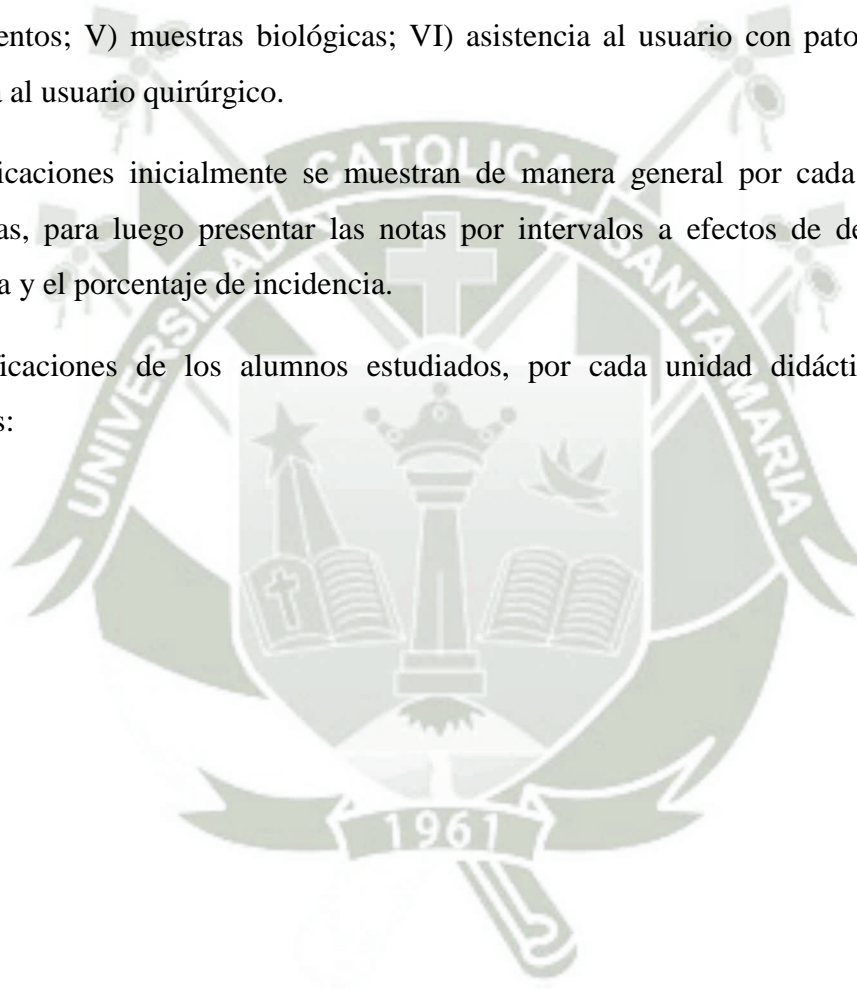 entos; V) muestras biológicas; VI) asistencia al usuario con pato
a al usuario quirúrgico.
icaciones inicialmente se muestran de manera general por cada
as, para luego presentar las notas por intervalos a efectos de de
a y el porcentaje de incidencia.
icaciones de los alumnos estudiados, por cada unidad didácti
s:
UNIVERSIDAD CATOLICA SANTA MARIA
1961